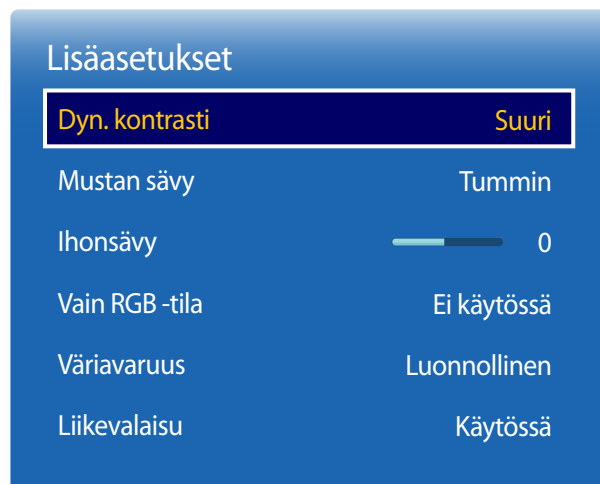 Lisäasetukset
Dyn. kontrasti Suuri
Mustan sävy Tummin
Ihonsävy 0
Vain RGB -tila Ei käytössä
Väriavaruus Luonnollinen
Liikevalaisu Käytössä